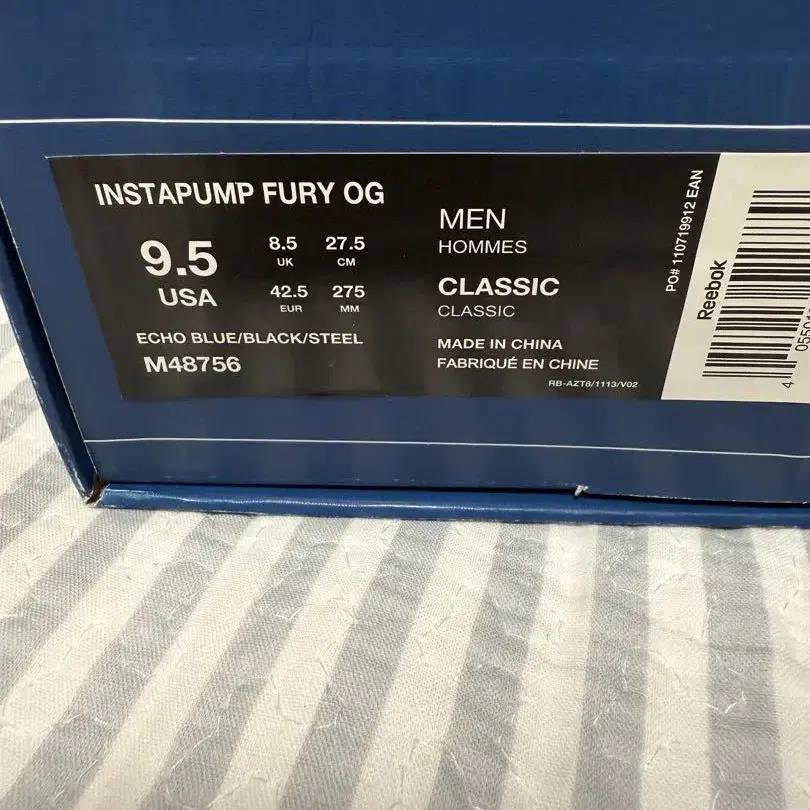 INSTAPUMP FURY OG
9.5
USA
8.5 27.5
UK CM
42.5 275
EUR MM
ECHO BLUE/BLACK/STEEL
M48756
MEN
HOMMES
CLASSIC
CLASSIC
MADE IN CHINA
FABRIQUÉ EN CHINE
RB-AZT8/1113/V02
PO# 110719912 EAN
Reebok
4